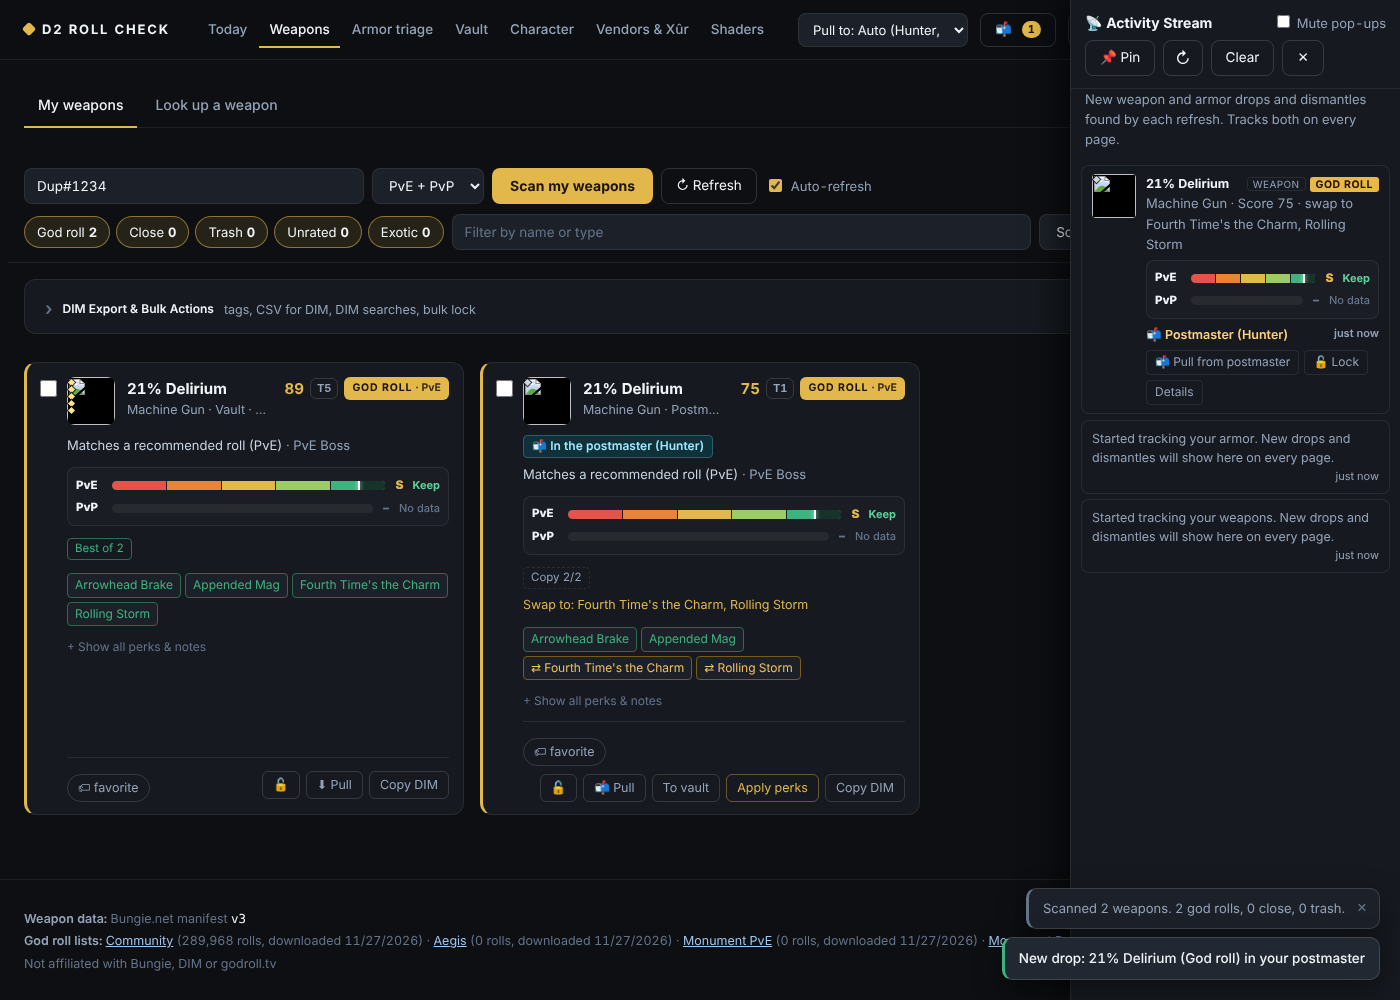 D2 ROLL CHECK
Today Weapons Armor triage Vault Character Vendors & Xûr Shaders
Pull to: Auto (Hunter,
1
My weapons Look up a weapon
Dup#1234 PvE + PvP Scan my weapons ↻ Refresh Auto-refresh
God roll 2 Close 0 Trash 0 Unrated 0 Exotic 0 Filter by name or type
DIM Export & Bulk Actions tags, CSV for DIM, DIM searches, bulk lock
21% Delirium 89 T5 GOD ROLL · PvE
Machine Gun · Vault · ...
Matches a recommended roll (PvE) · PvE Boss
PvE S Keep
PvP – No data
Best of 2
Arrowhead Brake Appended Mag Fourth Time's the Charm
Rolling Storm
+ Show all perks & notes
favorite Pull Copy DIM
21% Delirium 75 T1 GOD ROLL · PvE
Machine Gun · Postm...
In the postmaster (Hunter)
Matches a recommended roll (PvE) · PvE Boss
PvE S Keep
PvP – No data
Copy 2/2
Swap to: Fourth Time's the Charm, Rolling Storm
Arrowhead Brake Appended Mag
⇄ Fourth Time's the Charm ⇄ Rolling Storm
+ Show all perks & notes
favorite
Pull To vault Apply perks Copy DIM
Weapon data: Bungie.net manifest v3
God roll lists: Community (289,968 rolls, downloaded 11/27/2026) · Aegis (0 rolls, downloaded 11/27/2026) · Monument PvE (0 rolls, downloaded 11/27/2026) ·
Not affiliated with Bungie, DIM or godroll.tv
Activity Stream Mute pop-ups
Pin ↻ Clear ✕
New weapon and armor drops and dismantles
found by each refresh. Tracks both on every
page.
21% Delirium WEAPON GOD ROLL
Machine Gun · Score 75 · swap to
Fourth Time's the Charm, Rolling
Storm
PvE S Keep
PvP – No data
Postmaster (Hunter) just now
Pull from postmaster Lock
Details
Started tracking your armor. New drops and
dismantles will show here on every page.
just now
Started tracking your weapons. New drops and
dismantles will show here on every page.
just now
Scanned 2 weapons. 2 god rolls, 0 close, 0 trash. ✕
New drop: 21% Delirium (God roll) in your postmaster